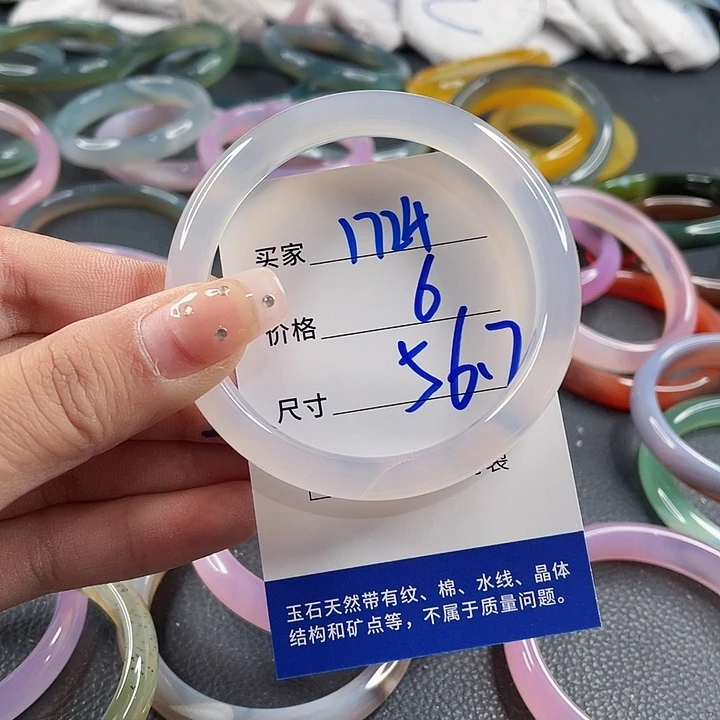 买家 1724
价格 6
尺寸 56.7
玉石天然带有纹、棉、水线、晶体
结构和矿点等，不属于质量问题。